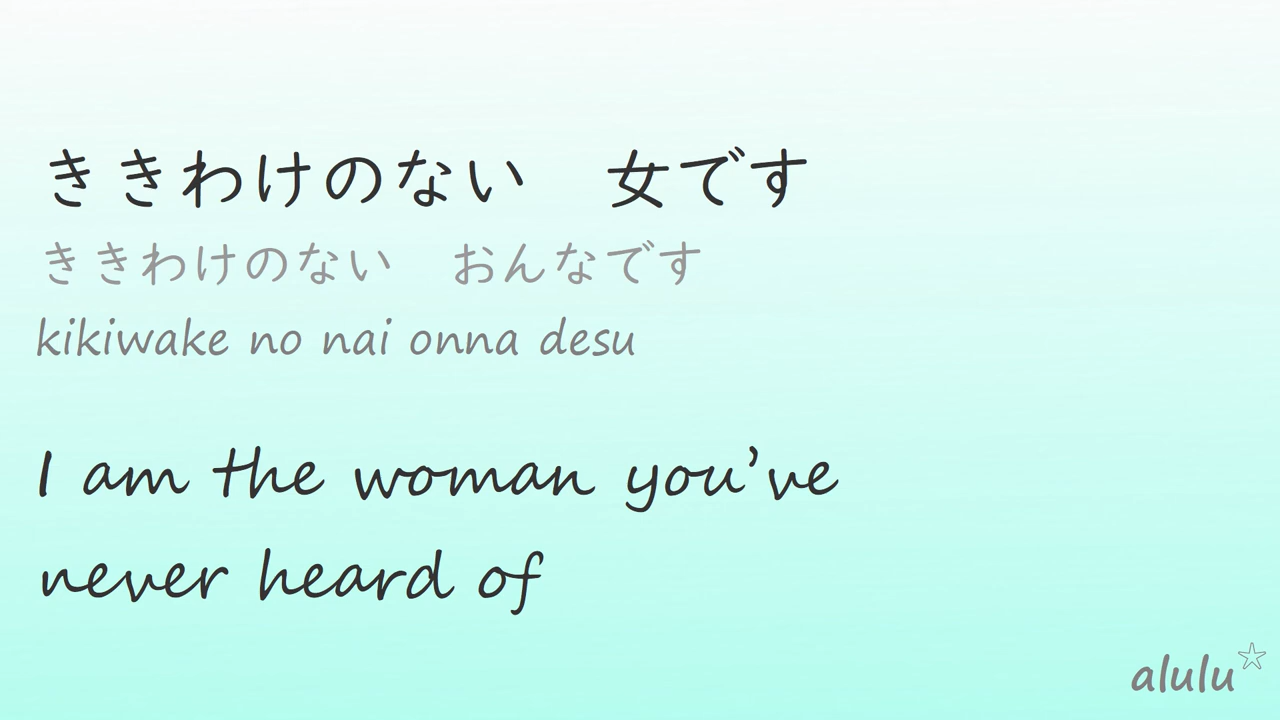 ききわけのない　女です
ききわけのない　おんなです
kikiwake no nai onna desu
I am the woman you've
never heard of
alulu☆